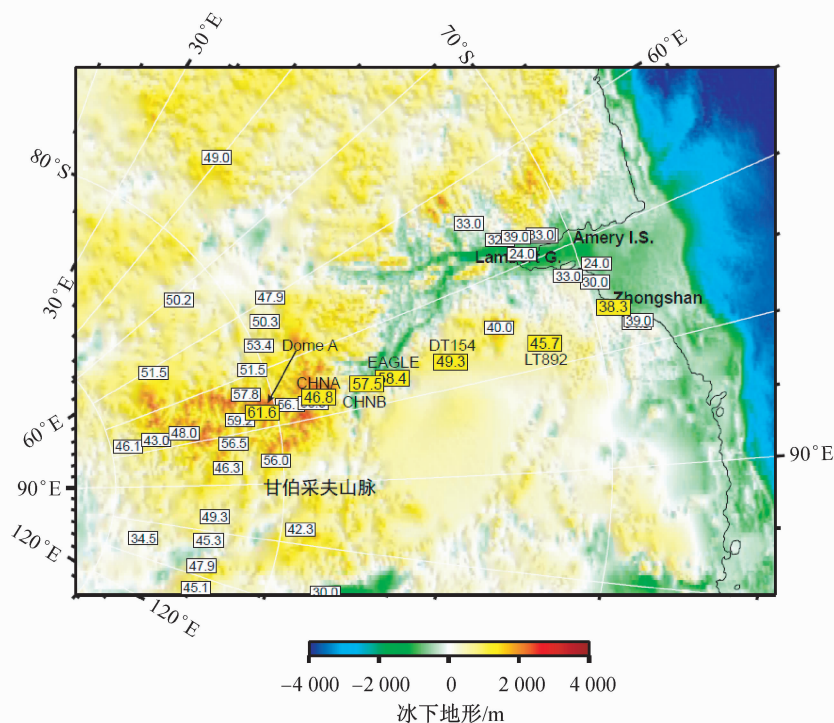 30°E
70°S
60°E
80°S
49.0
33.0
32
39.0
33.0
Amery I.S.
24.0
24.0
33.0
30.0
30°E
50.2
47.9
Zhongshan
38.3
50.3
40.0
39.0
53.4
Dome A
DT154
45.7
51.5
51.5
EAGLE
49.3
LT892
57.8
CHNA
57.5
58.4
61.6
56.
46.8
CHNB
60°E
59.2
46.1
43.0
48.0
56.5
46.3
56.0
90°E
90°E
甘伯采夫山脉
49.3
42.3
120°E
34.5
45.3
47.9
45.1
30.0
120°E
−4 000 −2 000 0 2 000 4 000
冰下地形/m